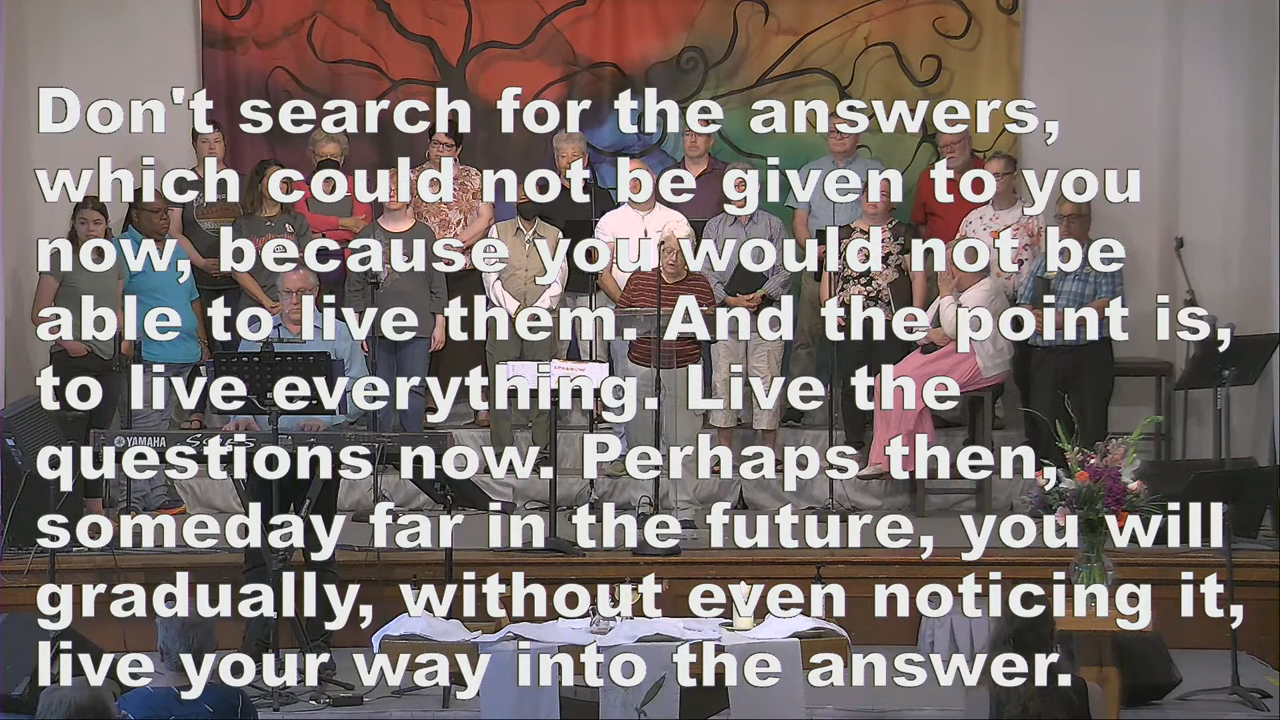 Don't search for the answers,
which could not be given to you
now, because you would not be
able to live them. And the point is,
to live everything. Live the
questions now. Perhaps then,
someday far in the future, you will
gradually, without even noticing it,
live your way into the answer.
YAMAHA